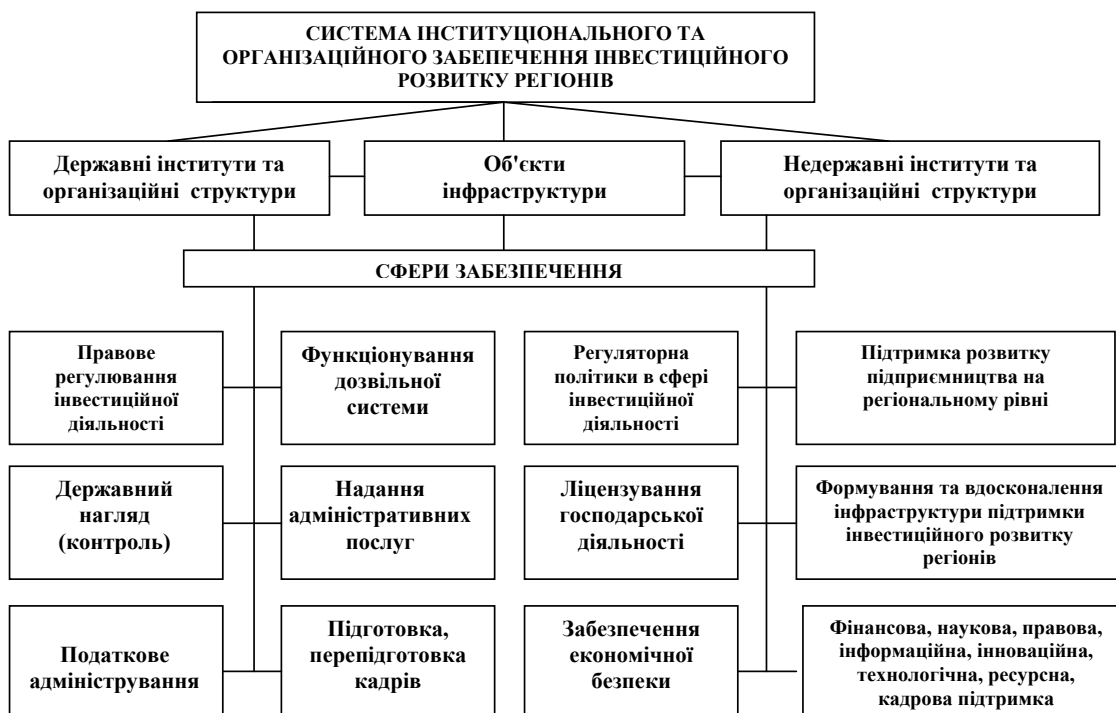 СИСТЕМА ІНСТИТУЦІОНАЛЬНОГО ТА
ОРГАНІЗАЦІЙНОГО ЗАБЕПЕЧЕННЯ ІНВЕСТИЦІЙНОГО
РОЗВИТКУ РЕГІОНІВ
Державні інститути та
організаційні структури
Об'єкти
інфраструктури
Недержавні інститути та
організаційні структури
СФЕРИ ЗАБЕЗПЕЧЕННЯ
Правове
регулювання
інвестиційної
діяльності
Функціонування
дозвільної
системи
Регуляторна
політики в сфері
інвестиційної
діяльності
Підтримка розвитку
підприємництва на
регіональному рівні
Державний
нагляд
(контроль)
Надання
адміністративних
послуг
Ліцензування
господарської
діяльності
Формування та вдосконалення
інфраструктури підтримки
інвестиційного розвитку
регіонів
Податкове
адміністрування
Підготовка,
перепідготовка
кадрів
Забезпечення
економічної
безпеки
Фінансова, наукова, правова,
інформаційна, інноваційна,
технологічна, ресурсна,
кадрова підтримка